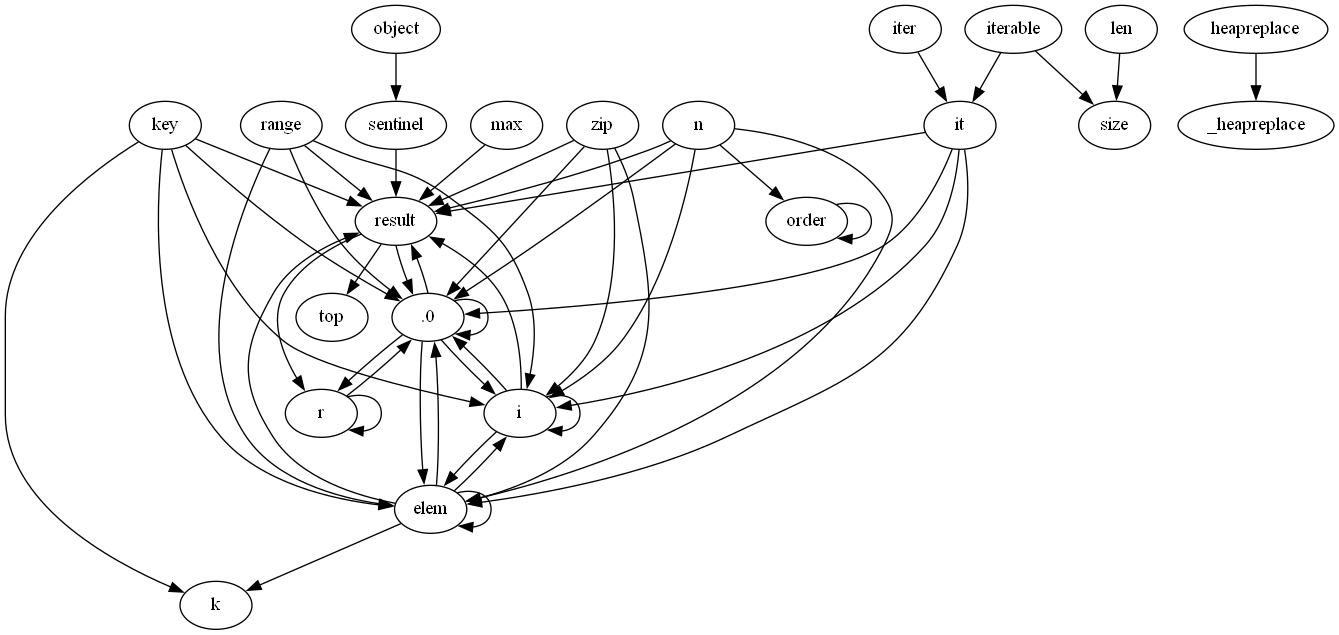 object
iter
iterable
len
heapreplace
key
range
sentinel
max
zip
n
it
size
_heapreplace
result
order
top
.0
r
i
elem
k